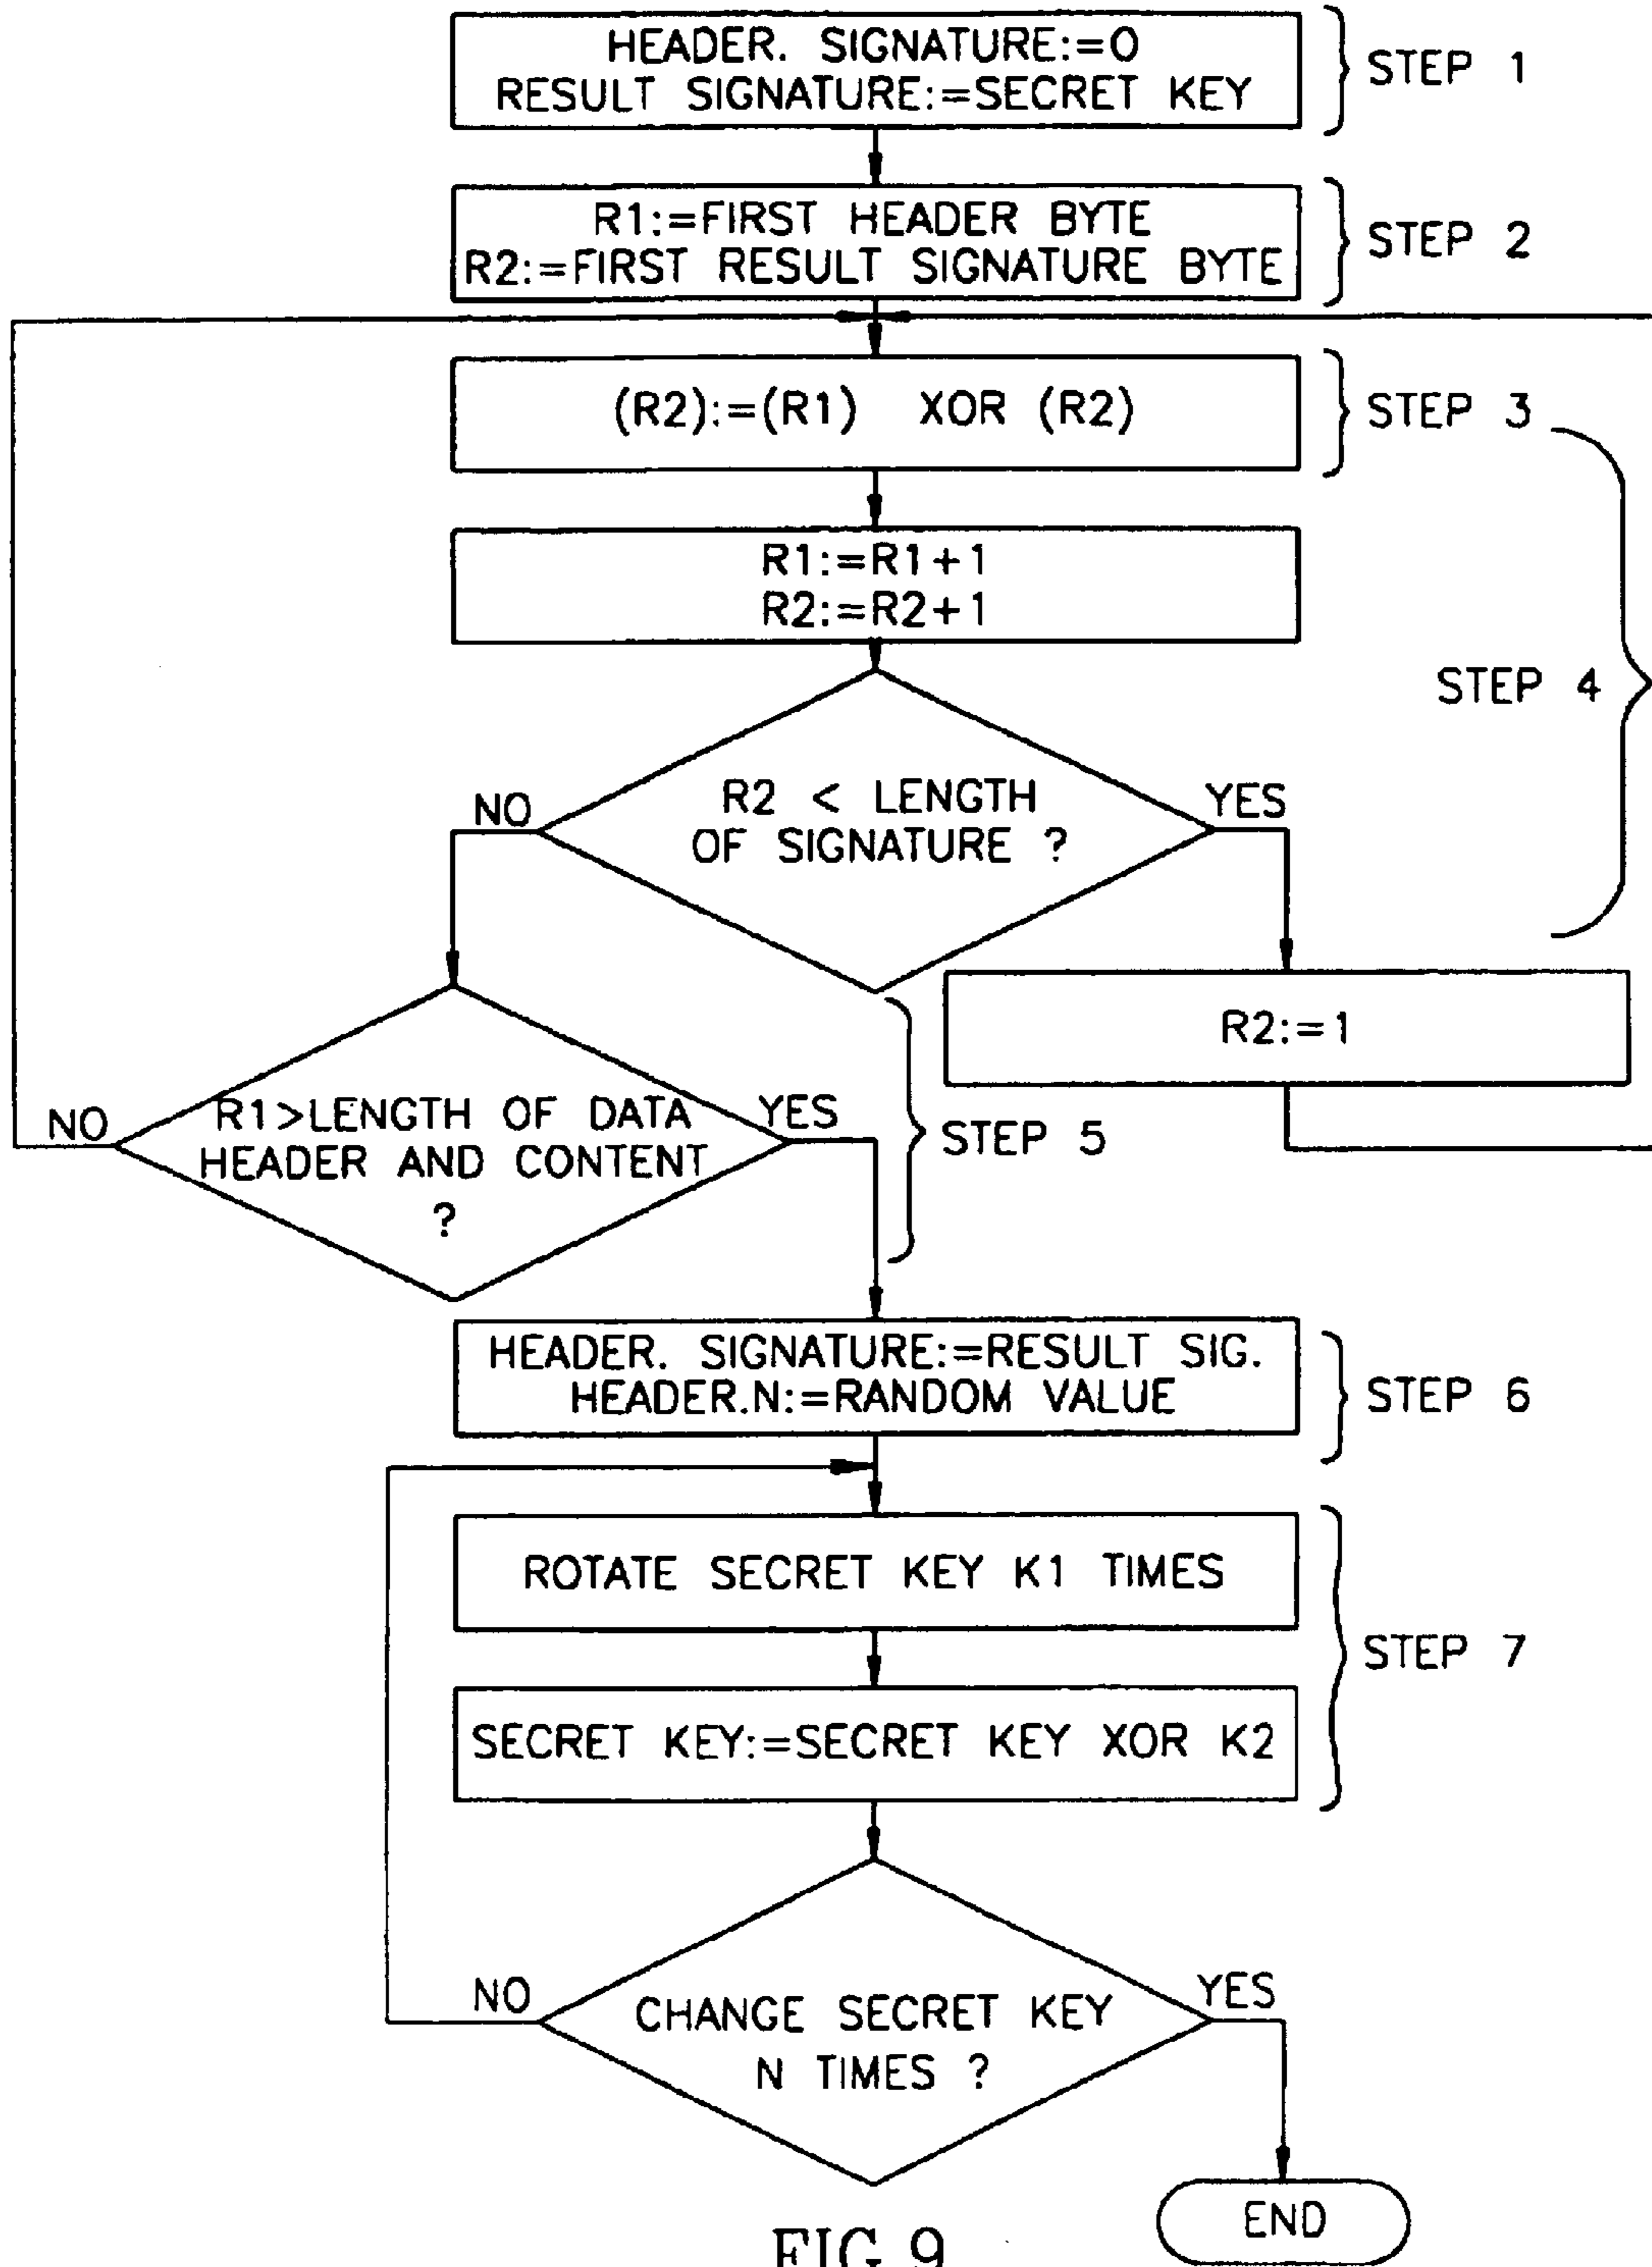 HEADER. SIGNATURE:=0
RESULT SIGNATURE:=SECRET KEY
STEP 1
R1:=FIRST HEADER BYTE
R2:=FIRST RESULT SIGNATURE BYTE
STEP 2
(R2):=(R1) XOR (R2)
STEP 3
R1:=R1+1
R2:=R2+1
STEP 4
R2 < LENGTH
OF SIGNATURE ?
NO
YES
R2:=1
R1>LENGTH OF DATA
HEADER AND CONTENT
?
NO
YES
STEP 5
HEADER. SIGNATURE:=RESULT SIG.
HEADER.N:=RANDOM VALUE
STEP 6
ROTATE SECRET KEY K1 TIMES
SECRET KEY:=SECRET KEY XOR K2
STEP 7
CHANGE SECRET KEY
N TIMES ?
NO
YES
END
FIG.9